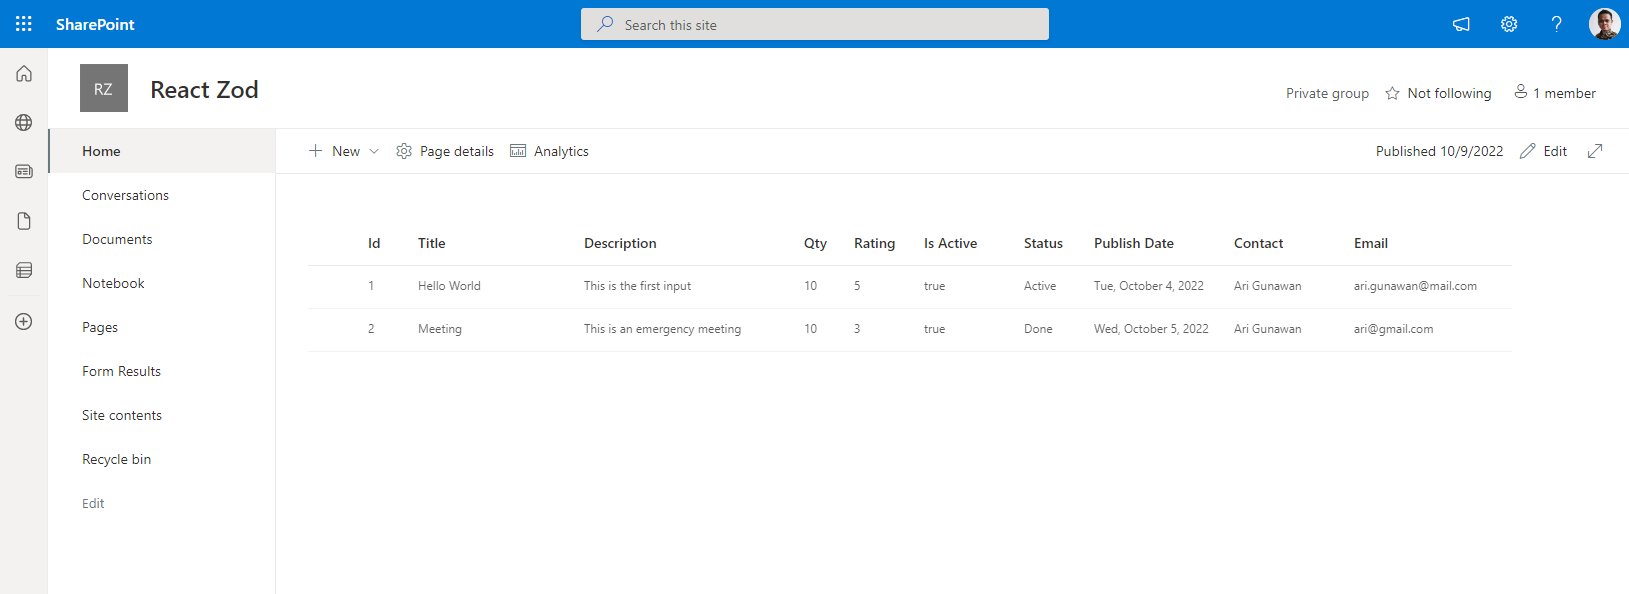 SharePoint Search this site
RZ React Zod
Private group Not following 1 member
Home
Conversations
Documents
Notebook
Pages
Form Results
Site contents
Recycle bin
Edit
New Page details Analytics Published 10/9/2022 Edit
Id Title Description Qty Rating Is Active Status Publish Date Contact Email
1 Hello World This is the first input 10 5 true Active Tue, October 4, 2022 Ari Gunawan ari.gunawan@mail.com
2 Meeting This is an emergency meeting 10 3 true Done Wed, October 5, 2022 Ari Gunawan ari@gmail.com